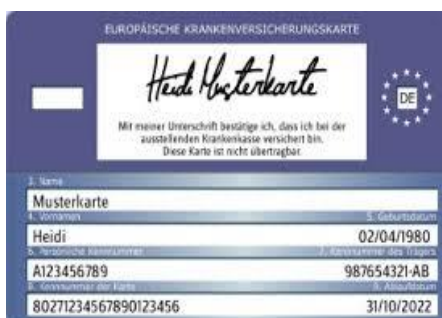 EUROPÄISCHE KRANKENVERSICHERUNGSKARTE
Heidi Musterkarte
DE
Mit meiner Unterschrift bestätige ich, dass ich bei der
ausstellenden Krankenkasse versichert bin.
Diese Karte ist nicht übertragbar.
3. Name
Musterkarte
4. Vornamen 5. Geburtsdatum
Heidi 02/04/1980
6. Persönliche Kennnummer 7. Kennnummer des Trägers
A123456789 987654321-AB
8. Kennnummer der Karte 9. Ablaufdatum
80271234567890123456 31/10/2022